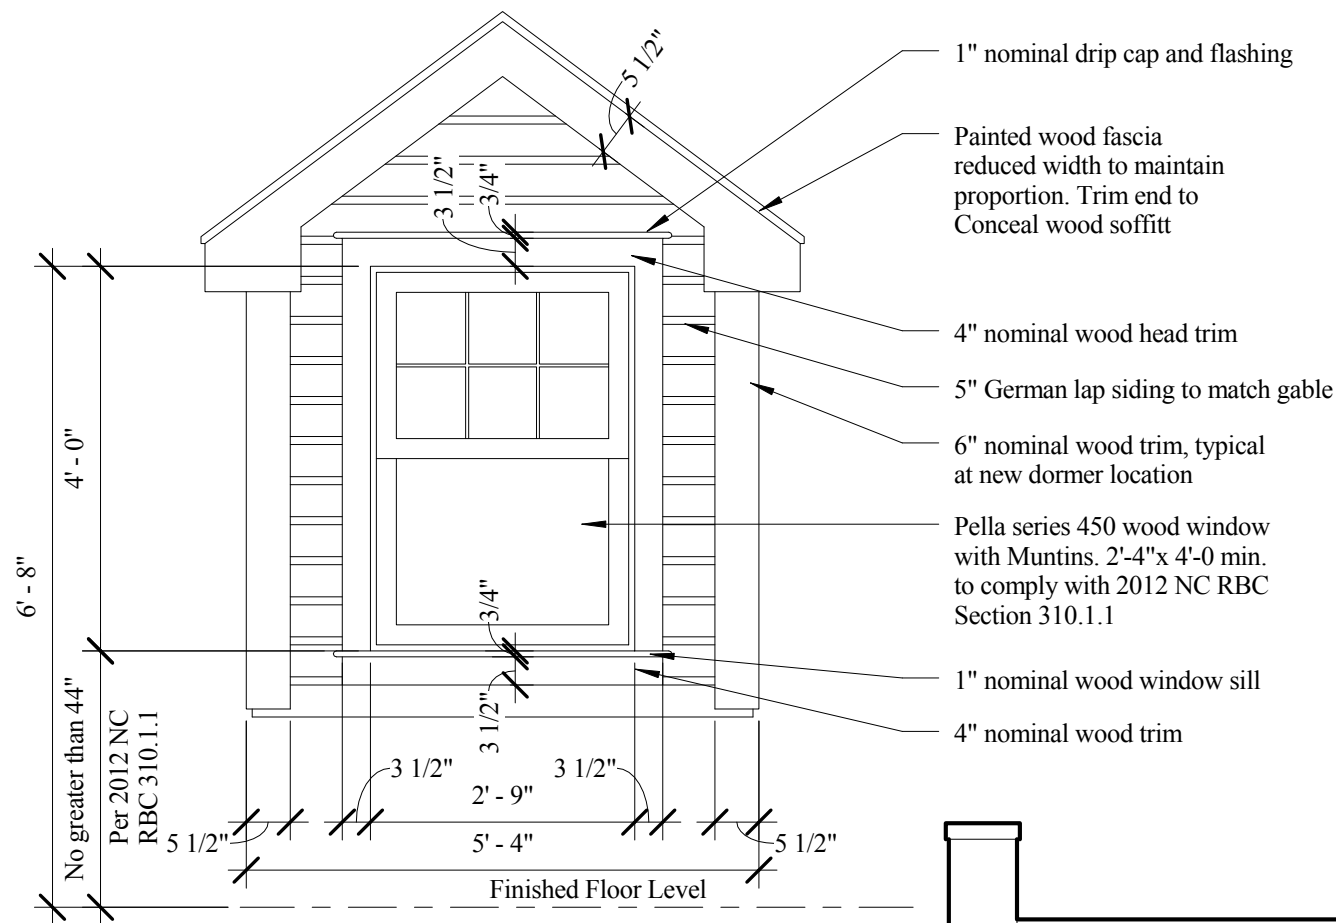 5 1/2"
3 1/2"
3/4"
1" nominal drip cap and flashing
Painted wood fascia
reduced width to maintain
proportion. Trim end to
Conceal wood soffitt
4" nominal wood head trim
5" German lap siding to match gable
6" nominal wood trim, typical
at new dormer location
Pella series 450 wood window
with Muntins. 2'-4"x 4'-0 min.
to comply with 2012 NC RBC
Section 310.1.1
1" nominal wood window sill
4" nominal wood trim
6' - 8"
4' - 0"
No greater than 44"
Per 2012 NC
RBC 310.1.1
3/4"
3 1/2"
3 1/2"
3 1/2"
2' - 9"
5 1/2"
5' - 4"
5 1/2"
Finished Floor Level